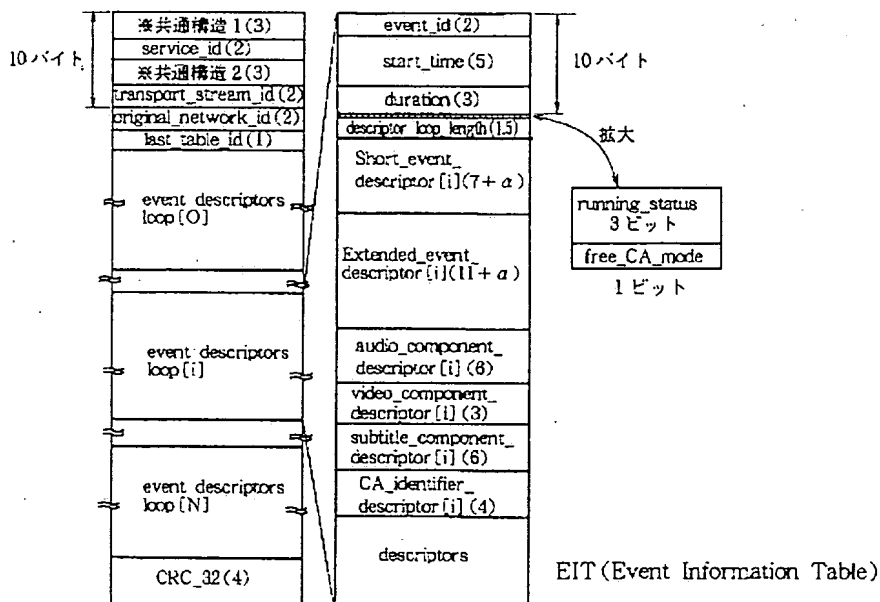 10バイト
※共通構造1(3)
service_id(2)
※共通構造2(3)
transport_stream_id(2)
original_network_id(2)
last_table_id(1)
event descriptors
loop[0]
event descriptors
loop[i]
event descriptors
loop[N]
CRC_32(4)
event_id(2)
start_time(5)
duration(3)
descriptor loop_length(1.5)
Short_event_
descriptor[i](7+α)
Extended_event_
descriptor[i](11+α)
audio_component_
descriptor[i](6)
video_component_
descriptor[i](3)
subtitle_component_
descriptor[i](6)
CA_identifier_
descriptor[i](4)
descriptors
10バイト
拡大
running_status
3ビット
free_CA_mode
1ビット
EIT(Event Information Table)